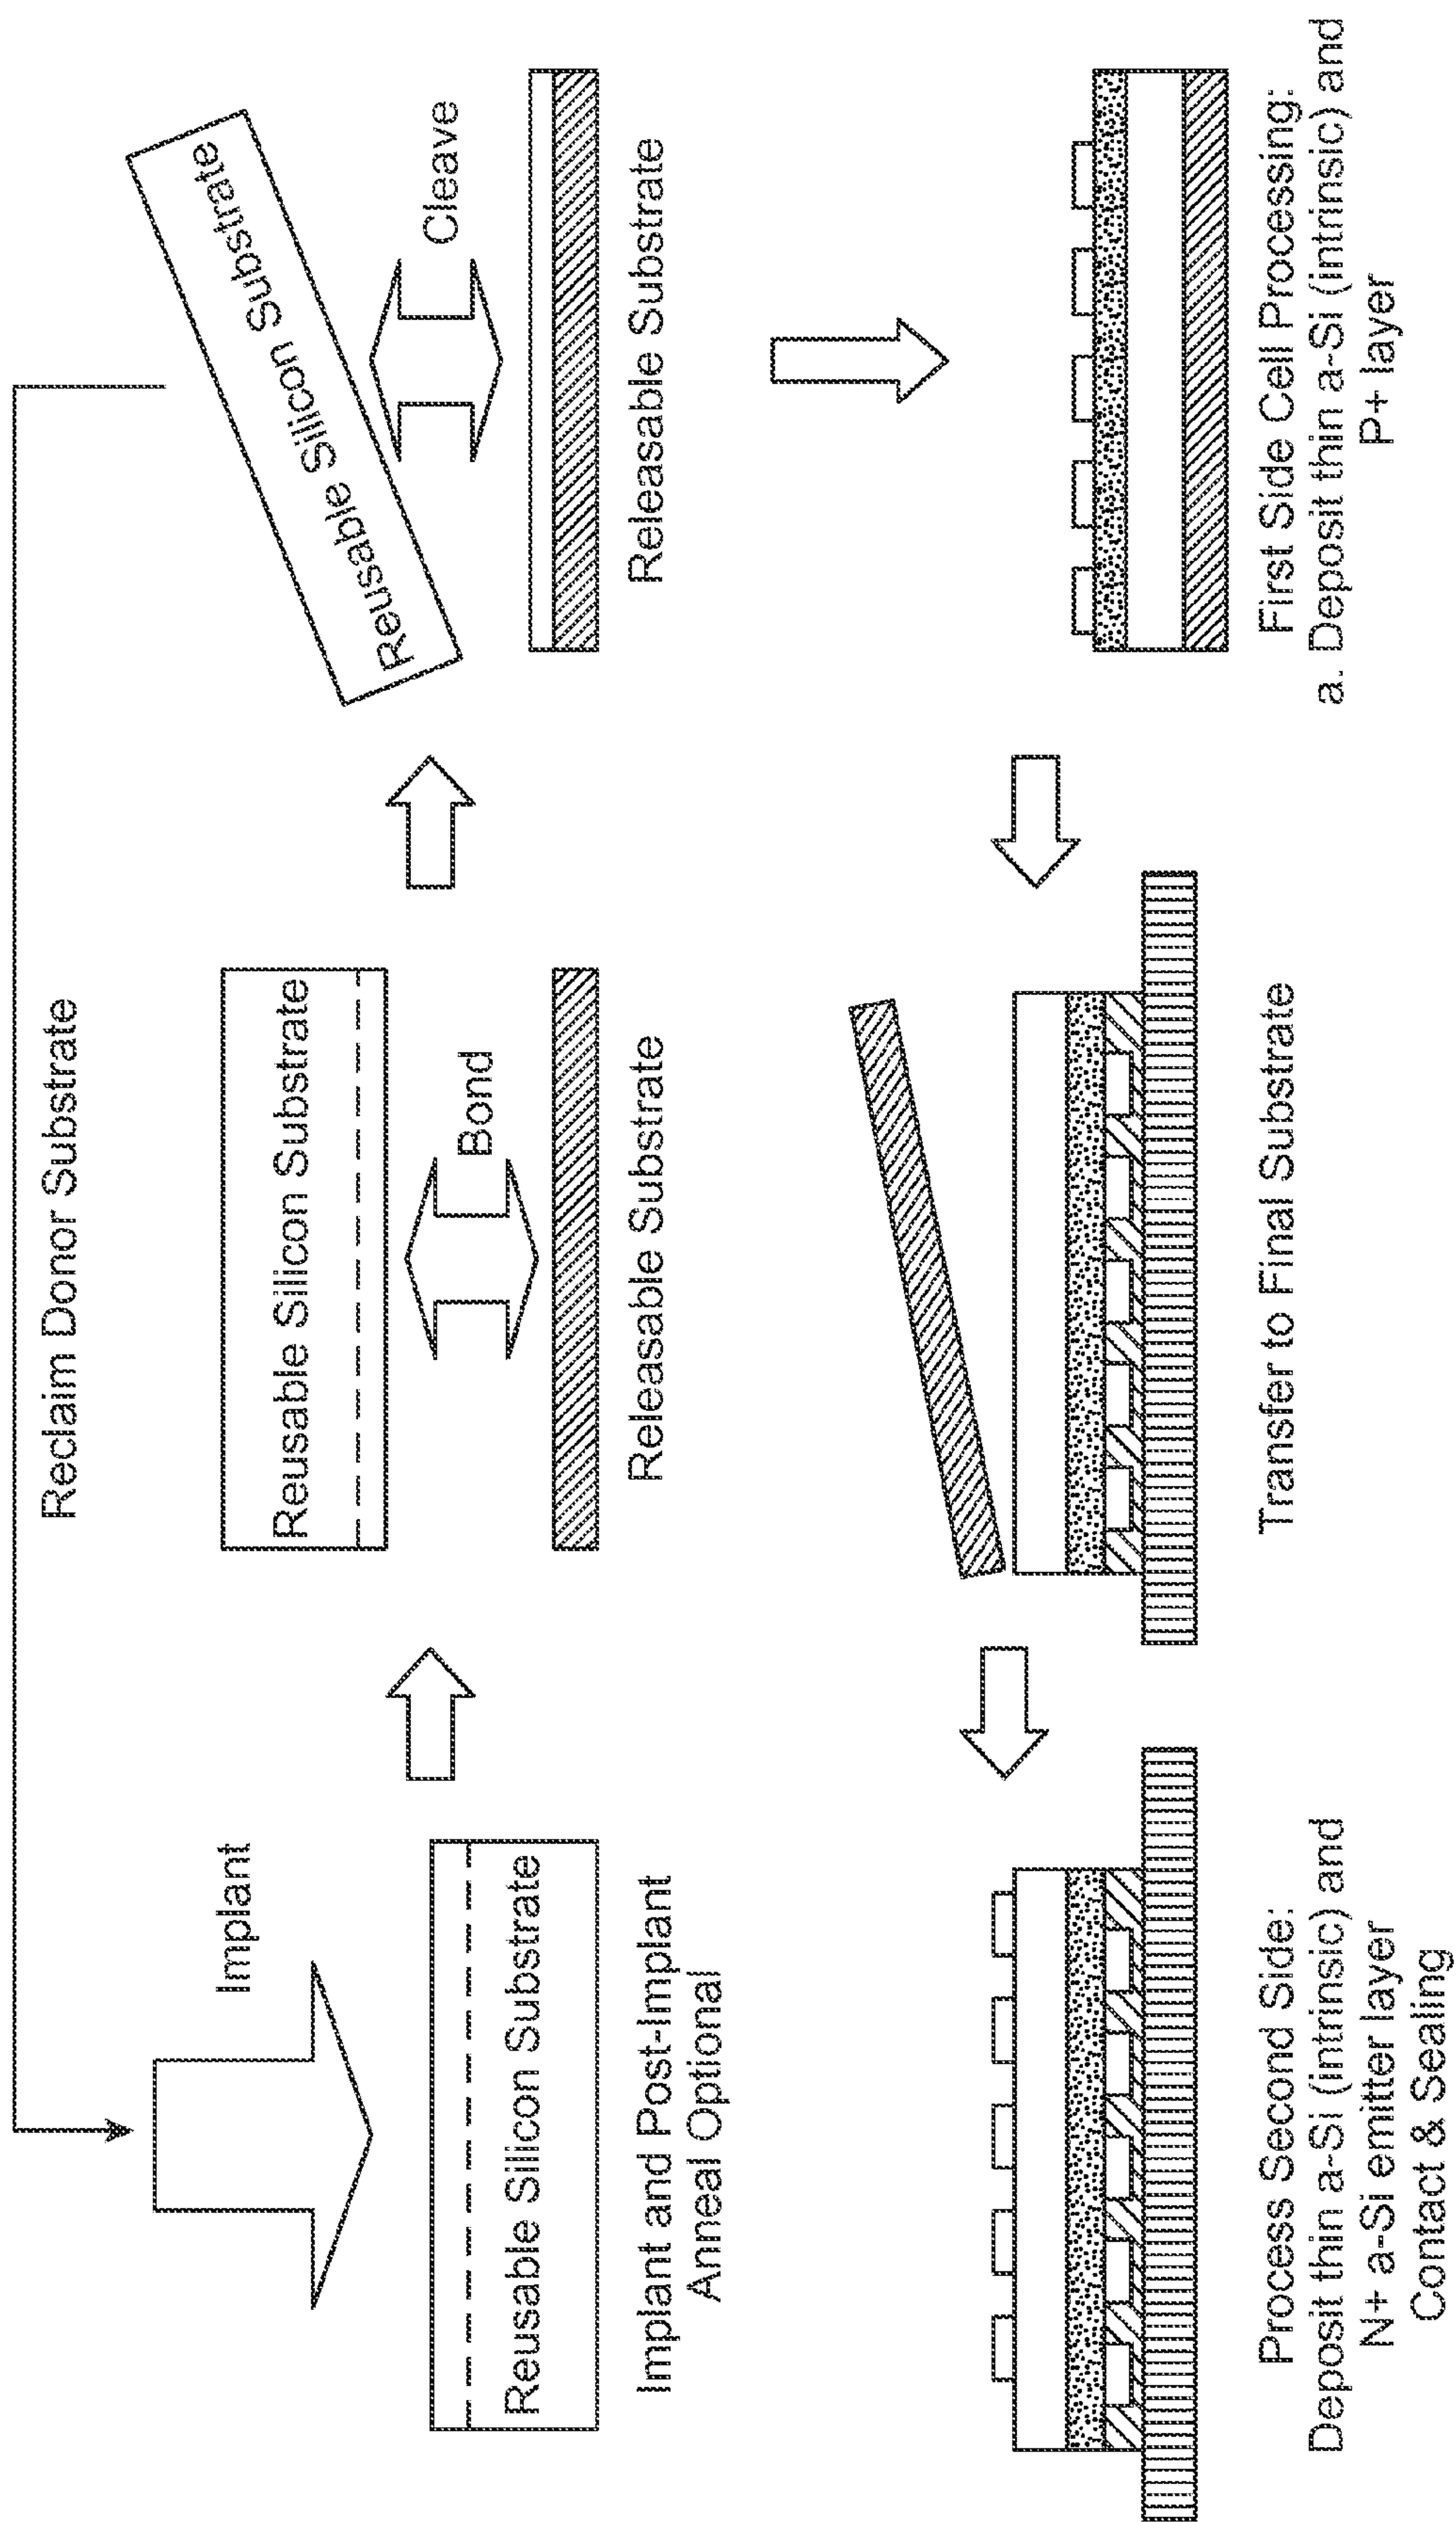 Reclaim Donor Substrate
Implant
Reusable Silicon Substrate
Implant and Post-Implant
Anneal Optional
Reusable Silicon Substrate
Bond
Releasable Substrate
Reusable Silicon Substrate
Cleave
Releasable Substrate
First Side Cell Processing:
a. Deposit thin a-Si (intrinsic) and
P+ layer
Transfer to Final Substrate
Process Second Side:
Deposit thin a-Si (intrinsic) and
N+ a-Si emitter layer
Contact & Sealing